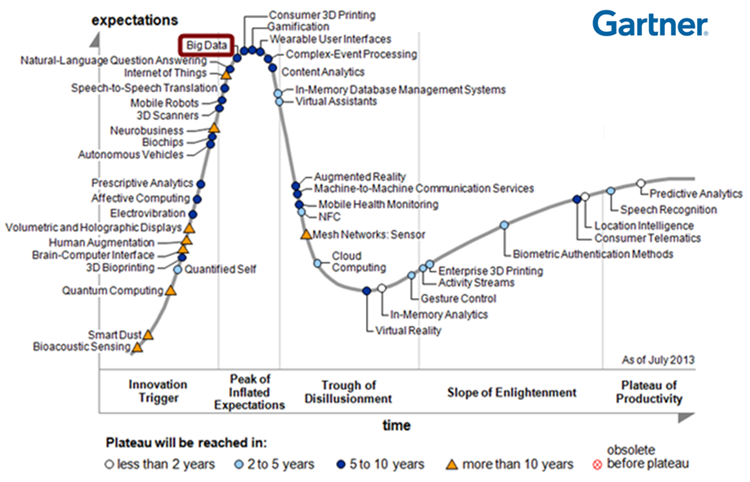 expectations
Gartner.
Consumer 3D Printing
Gamification
Wearable User Interfaces
Big Data
Complex-Event Processing
Natural-Language Question Answering
Content Analytics
Internet of Things
Speech-to-Speech Translation
In-Memory Database Management Systems
Mobile Robots
Virtual Assistants
3D Scanners
Neurobusiness
Biochips
Autonomous Vehicles
Augmented Reality
Prescriptive Analytics
Machine-to-Machine Communication Services
Predictive Analytics
Affective Computing
Mobile Health Monitoring
Speech Recognition
Electrovibration
NFC
Location Intelligence
Volumetric and Holographic Displays
Mesh Networks: Sensor
Consumer Telematics
Human Augmentation
Biometric Authentication Methods
Brain-Computer Interface
Cloud
Computing
3D Bioprinting
Quantified Self
Enterprise 3D Printing
Activity Streams
Quantum Computing
Gesture Control
In-Memory Analytics
Smart Dust
Virtual Reality
Bioacoustic Sensing
As of July 2013
Innovation
Trigger
Peak of
Inflated
Expectations
Trough of
Disillusionment
Slope of Enlightenment
Plateau of
Productivity
time
Plateau will be reached in:
less than 2 years
2 to 5 years
5 to 10 years
more than 10 years
obsolete
before plateau